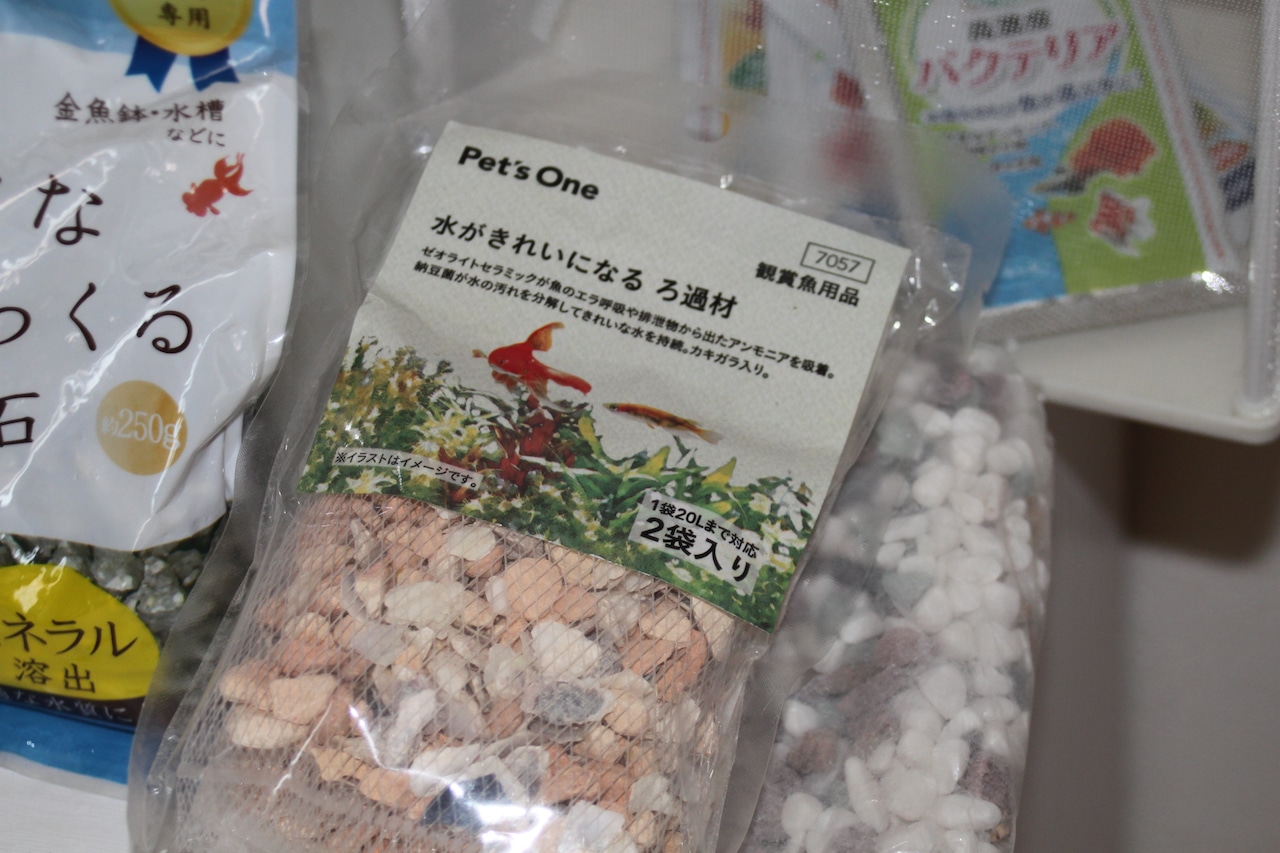 専用
金魚鉢・水槽
などに
な
つくる
石
約250g
ネラル
溶出
な水質に
Pet's One
水がきれいになる ろ過材
7057
観賞魚用品
ゼオライトセラミックが魚のエラ呼吸や排泄物から出たアンモニアを吸着。
納豆菌が水の汚れを分解してきれいな水を持続。カキガラ入り。
※イラストはイメージです。
1袋20Lまで対応
2袋入り
バクテリア